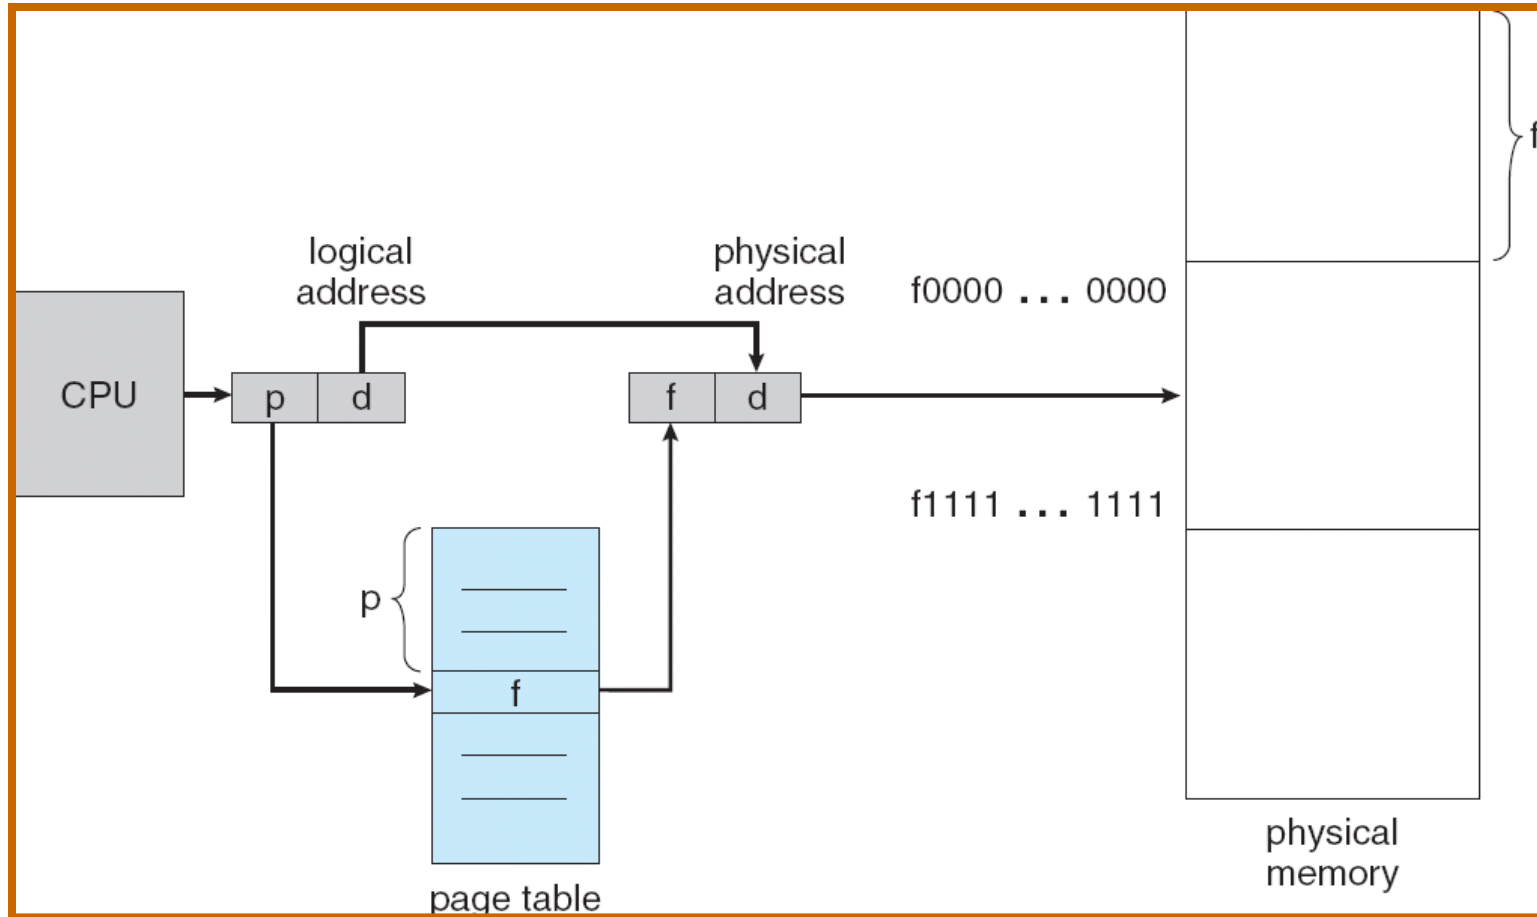 f
logical
address
physical
address
f0000 ... 0000
CPU
p
d
f
d
f1111 ... 1111
p
f
physical
memory
page table